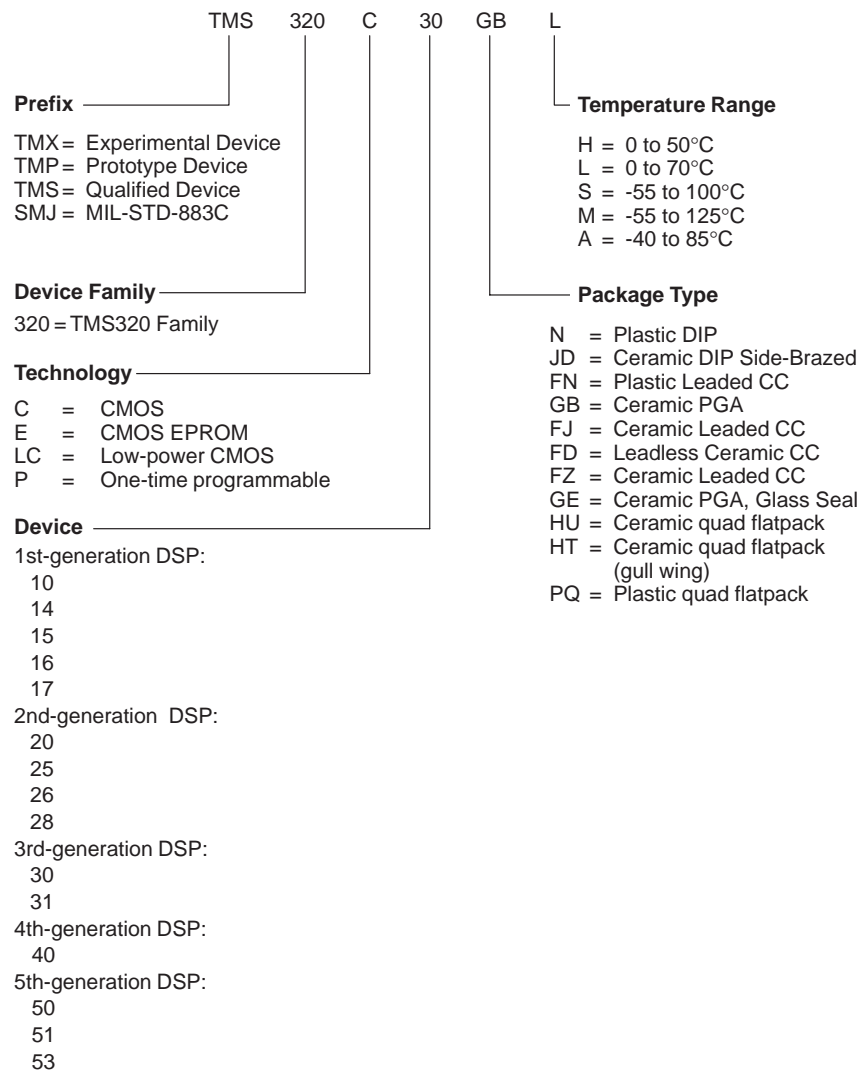 TMS 320 C 30 GB L
Prefix
TMX = Experimental Device
TMP = Prototype Device
TMS = Qualified Device
SMJ = MIL-STD-883C
Device Family
320 = TMS320 Family
Technology
C = CMOS
E = CMOS EPROM
LC = Low-power CMOS
P = One-time programmable
Device
1st-generation DSP:
10
14
15
16
17
2nd-generation DSP:
20
25
26
28
3rd-generation DSP:
30
31
4th-generation DSP:
40
5th-generation DSP:
50
51
53
Temperature Range
H = 0 to 50°C
L = 0 to 70°C
S = -55 to 100°C
M = -55 to 125°C
A = -40 to 85°C
Package Type
N = Plastic DIP
JD = Ceramic DIP Side-Brazed
FN = Plastic Leaded CC
GB = Ceramic PGA
FJ = Ceramic Leaded CC
FD = Leadless Ceramic CC
FZ = Ceramic Leaded CC
GE = Ceramic PGA, Glass Seal
HU = Ceramic quad flatpack
HT = Ceramic quad flatpack
(gull wing)
PQ = Plastic quad flatpack